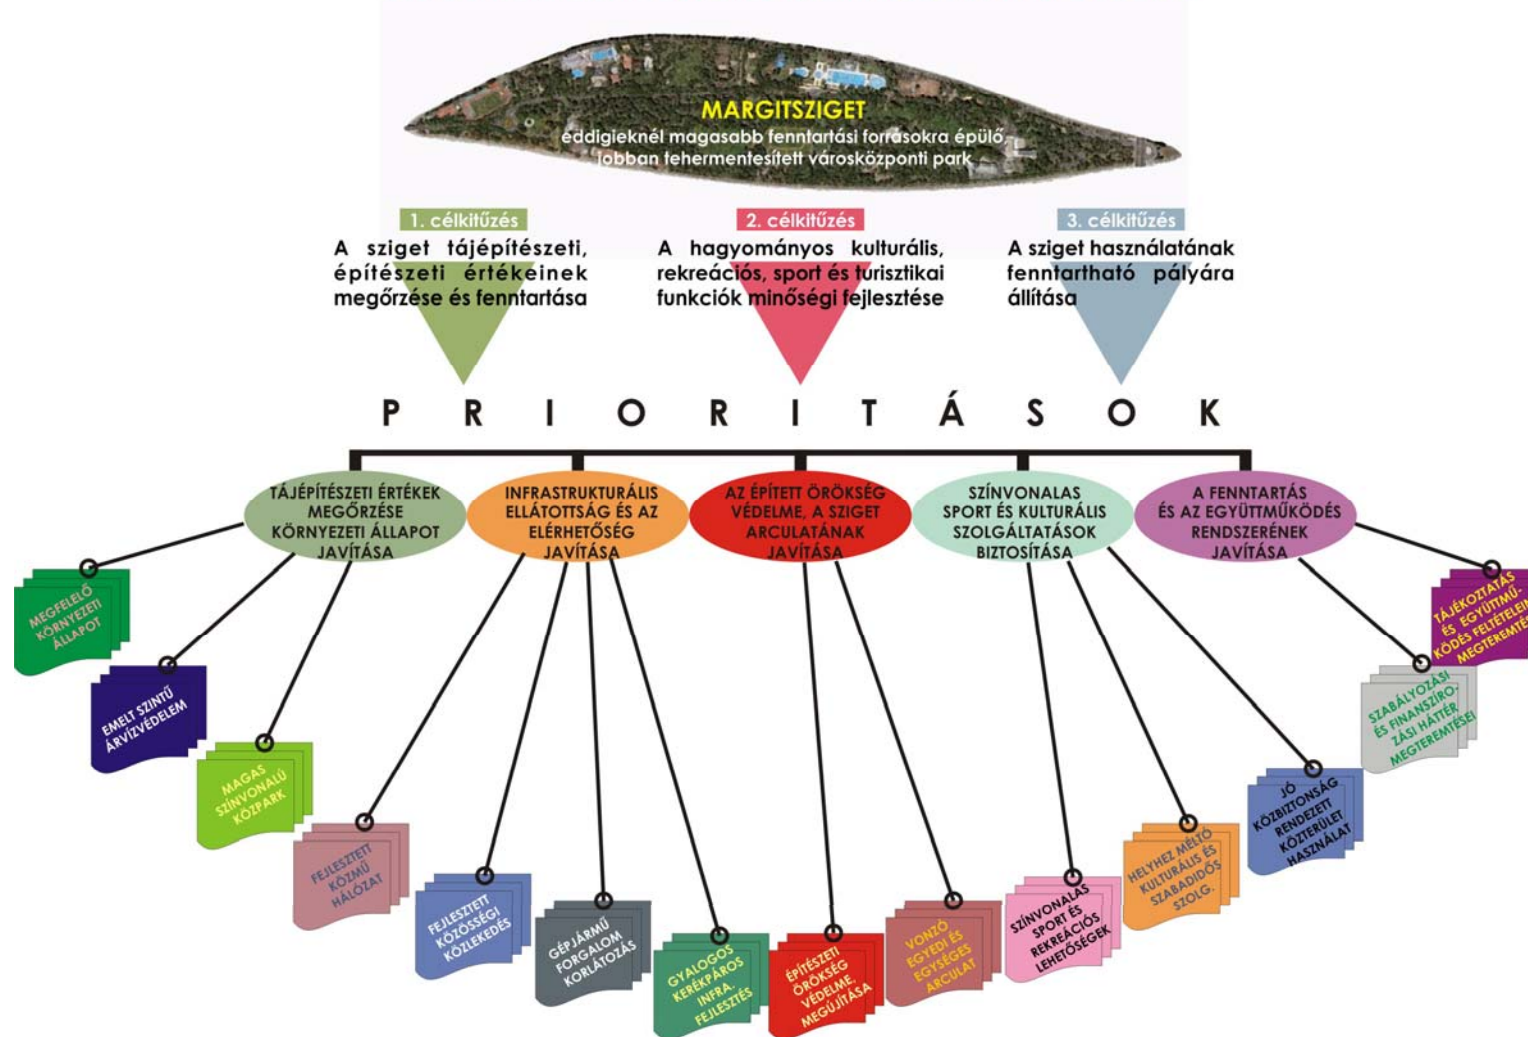 MARGITSZIGET
eddigieknél magasabb fenntartási forrásokra épülő,
jobban tehermentesített városközponti park
1. célkitűzés
A sziget tájépítészeti,
építészeti értékeinek
megőrzése és fenntartása
2. célkitűzés
A hagyományos kulturális,
rekreációs, sport és turisztikai
funkciók minőségi fejlesztése
3. célkitűzés
A sziget használatának
fenntartható pályára
állítása
PRIORITÁSOK
TÁJÉPÍTÉSZETI ÉRTÉKEK
MEGŐRZÉSE
KÖRNYEZETI ÁLLAPOT
JAVÍTÁSA
INFRASTRUKTURÁLIS
ELLÁTOTTSÁG ÉS AZ
ELÉRHETŐSÉG
JAVÍTÁSA
AZ ÉPÍTETT ÖRÖKSÉG
VÉDELME, A SZIGET
ARCULATÁNAK
JAVÍTÁSA
SZÍNVONALAS
SPORT ÉS KULTURÁLIS
SZOLGÁLTATÁSOK
BIZTOSÍTÁSA
A FENNTARTÁS
ÉS AZ EGYÜTTMŰKÖDÉS
RENDSZERÉNEK
JAVÍTÁSA
MEGFELELŐ
KÖRNYEZETI
ÁLLAPOT
EMELT SZINTŰ
ÁRVÍZVÉDELEM
MAGAS
SZÍNVONALÚ
KÖZPARK
FEJLESZTETT
KÖZMŰ
HÁLÓZAT
FEJLESZTETT
KÖZÖSSÉGI
KÖZLEKEDÉS
GÉPJÁRMŰ
FORGALOM
KORLÁTOZÁS
GYALOGOS
KERÉKPÁROS
INFRA.
FEJLESZTÉS
ÉPÍTÉSZETI
ÖRÖKSÉG
VÉDELME,
MEGÚJÍTÁSA
VONZÓ
EGYEDI ÉS
EGYSÉGES
ARCULAT
SZÍNVONALAS
SPORT ÉS
REKREÁCIÓS
LEHETŐSÉGEK
HELYHEZ MÉLTÓ
KULTURÁLIS ÉS
SZABADIDŐS
SZOLG.
JÓ
KÖZBIZTONSÁG
RENDEZETT
KÖZTERÜLET
HASZNÁLAT
SZABÁLYOZÁSI
ÉS FINANSZÍRO-
ZÁSI HÁTTÉR
MEGTEREMTÉSEI
TÁJÉKOZTATÁS
ÉS EGYÜTTMŰ-
KÖDÉS FELTÉTELEIN
MEGTEREMTÉS